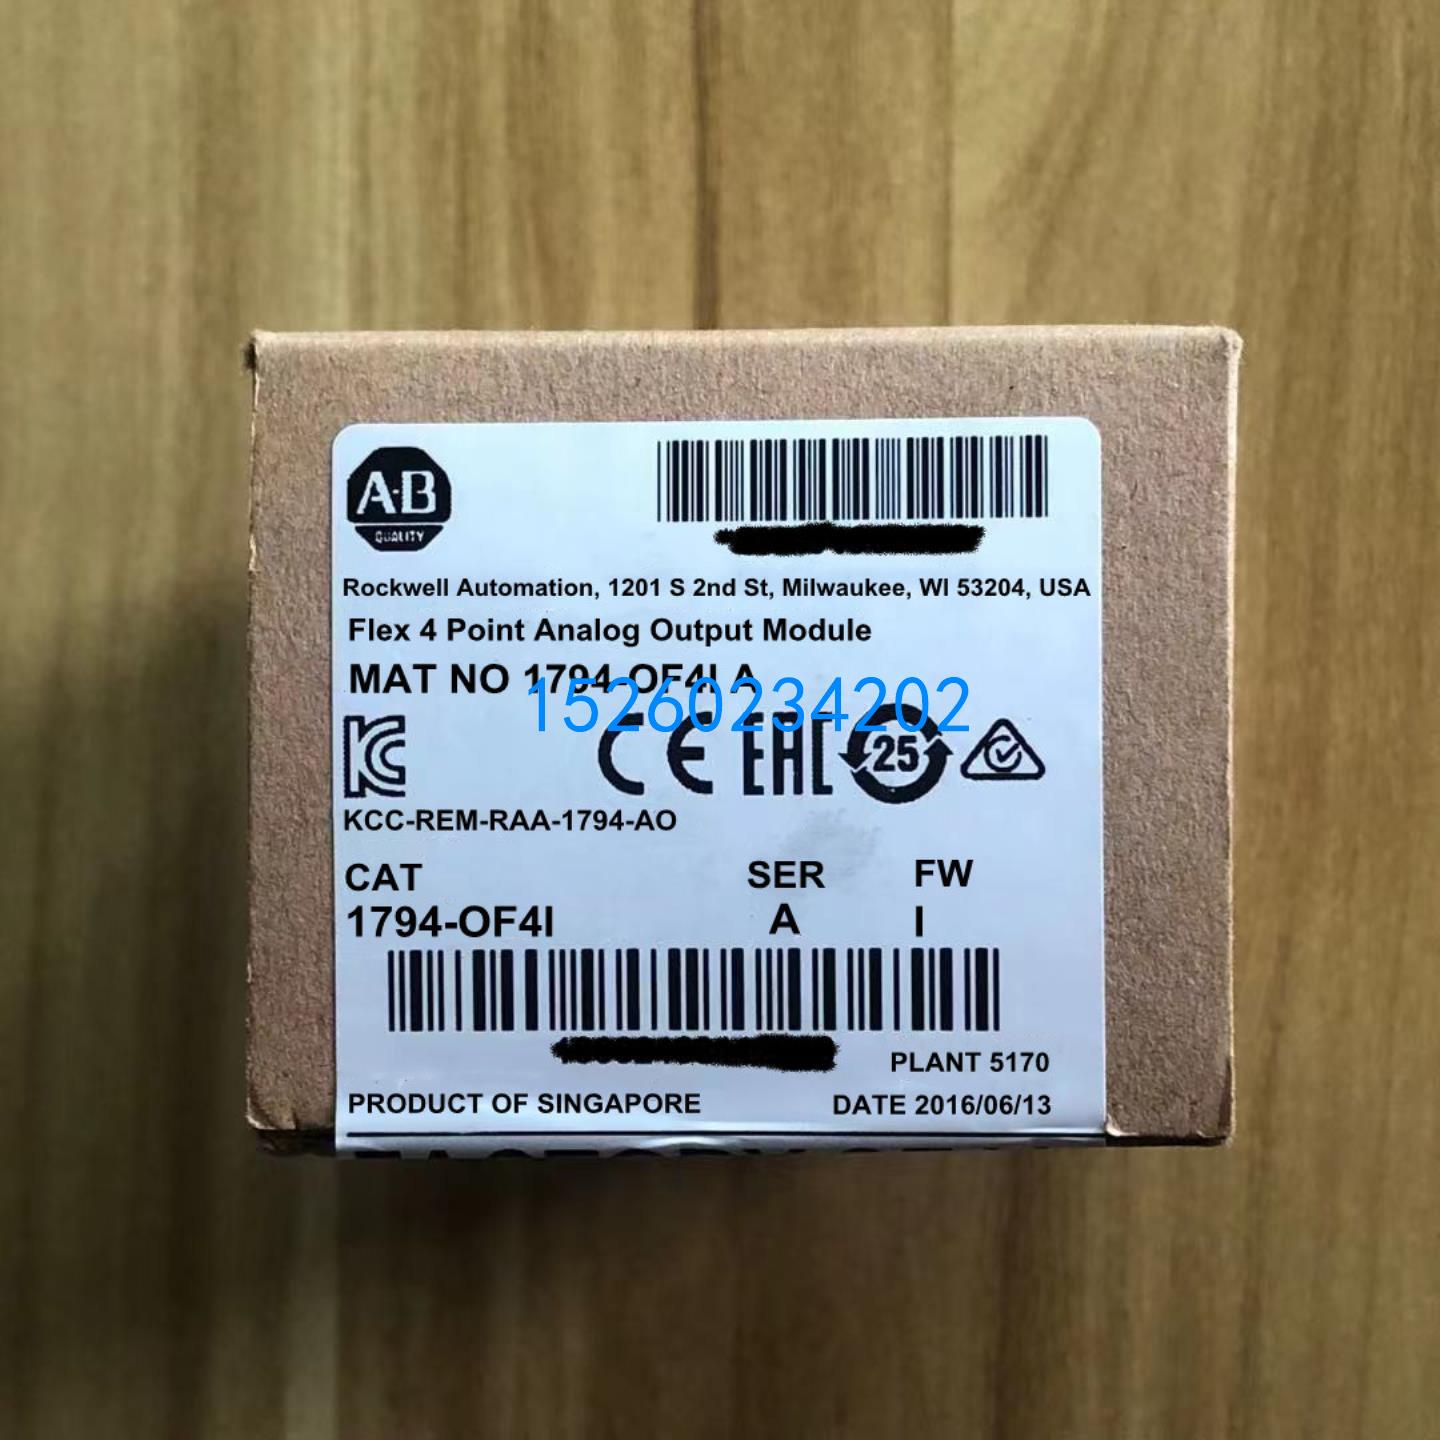 A-B
QUALITY
Rockwell Automation, 1201 S 2nd St, Milwaukee, WI 53204, USA
Flex 4 Point Analog Output Module
MAT NO 1794-OF4I A
15260234202
CE EAC 25
KCC-REM-RAA-1794-AO
CAT SER FW
1794-OF4I A I
PLANT 5170
PRODUCT OF SINGAPORE DATE 2016/06/13